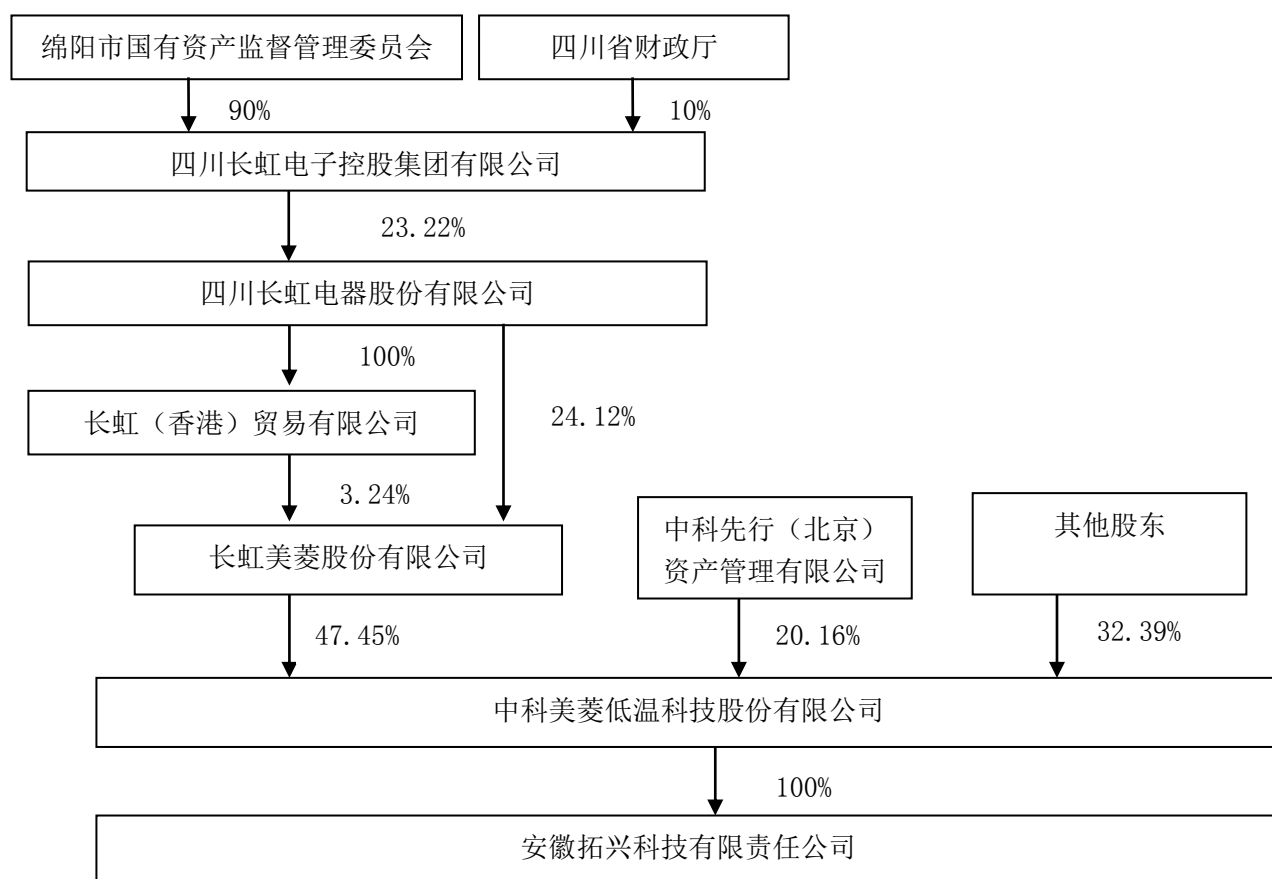 绵阳市国有资产监督管理委员会
四川省财政厅
90%
10%
四川长虹电子控股集团有限公司
23.22%
四川长虹电器股份有限公司
100%
24.12%
长虹（香港）贸易有限公司
3.24%
长虹美菱股份有限公司
中科先行（北京）
资产管理有限公司
其他股东
47.45%
20.16%
32.39%
中科美菱低温科技股份有限公司
100%
安徽拓兴科技有限责任公司